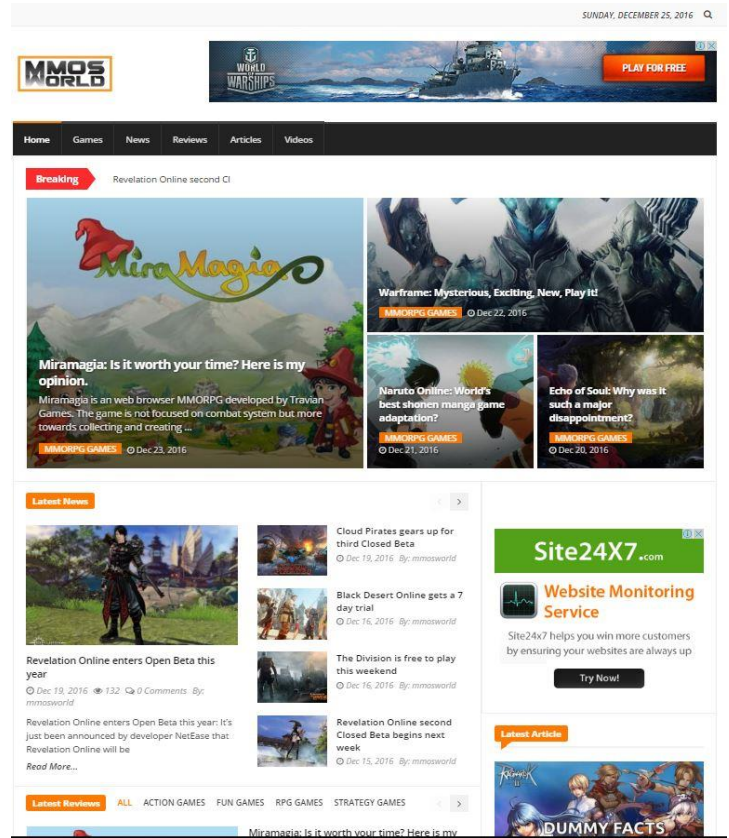 SUNDAY, DECEMBER 25, 2016
MMOS
WORLD
WORLD
OF
WARSHIPS
PLAY FOR FREE
Home Games News Reviews Articles Videos
Breaking
Revelation Online second Cl
MiraMagia
Miramagia: Is it worth your time? Here is my
opinion.
Miramagia is an web browser MMORPG developed by Travian
Games. The game is not focused on combat system but more
towards collecting and creating ...
MMORPG GAMES Dec 23, 2016
Warframe: Mysterious, Exciting, New, Play It!
MMORPG GAMES Dec 22, 2016
Naruto Online: World's
best shonen manga game
adaptation?
MMORPG GAMES
Dec 21, 2016
Echo of Soul: Why was it
such a major
disappointment?
MMORPG GAMES
Dec 20, 2016
Latest News
Revelation Online enters Open Beta this
year
Dec 19, 2016 132 0 Comments By:
mmosworld
Revelation Online enters Open Beta this year: It's
just been announced by developer NetEase that
Revelation Online will be
Read More...
Cloud Pirates gears up for
third Closed Beta
Dec 19, 2016 By: mmosworld
Black Desert Online gets a 7
day trial
Dec 16, 2016 By: mmosworld
The Division is free to play
this weekend
Dec 16, 2016 By: mmosworld
Revelation Online second
Closed Beta begins next
week
Dec 15, 2016 By: mmosworld
Site24X7.com
Website Monitoring
Service
Site24x7 helps you win more customers
by ensuring your websites are always up
Try Now!
Latest Article
RAGNAROK
II
DUMMY FACTS
Latest Reviews ALL ACTION GAMES FUN GAMES RPG GAMES STRATEGY GAMES
Miramagia: Is it worth your time? Here is my